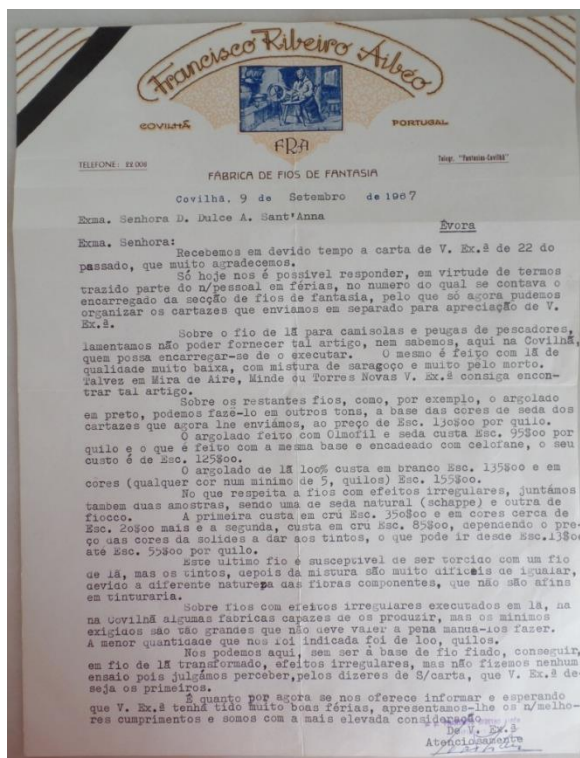 Francisco Ribeiro Aibéo
COVILHÃ
PORTUGAL
FRA
TELEFONE: 22 008
Telegr. "Fantasias-Covilhã"
FÁBRICA DE FIOS DE FANTASIA
Covilhã, 9 de Setembro de 1967
Exma. Senhora D. Dulce A. Sant'Anna
Évora
Exma. Senhora:
Recebemos em devido tempo a carta de V. Ex.ª de 22 do
passado, que muito agradecemos.
Só hoje nos é possivel responder, em virtude de termos
trazido parte do n/pessoal em férias, no numero do qual se contava o
encarregado da secção de fios de fantasia, pelo que só agora pudemos
organizar os cartazes que enviamos em separado para apreciação de V.
Ex.ª.
Sobre o fio de lã para camisolas e peugas de pescadores,
lamentamos não poder fornecer tal artigo, nem sabemos, aqui na Covilhã,
quem possa encarregar-se de o executar. O mesmo é feito com lã de
qualidade muito baixa, com mistura de saragoço e muito pelo morto.
Talvez em Mira de Aire, Minde ou Torres Novas V. Ex.ª consiga encon-
trar tal artigo.
Sobre os restantes fios, como, por exemplo, o argolado
em preto, podemos fazê-lo em outros tons, a base das cores de seda dos
cartazes que agora lhe enviámos, ao preço de Esc. 130$00 por quilo.
O argolado feito com Olmofil e seda custa Esc. 95$00 por
quilo e o que é feito com a mesma base e encadeado com celofane, o seu
custo é de Esc. 125$00.
O argolado de lã 100% custa em branco Esc. 135$00 e em
cores (qualquer cor num minimo de 5, quilos) Esc. 155$00.
No que respeita a fios com efeitos irregulares, juntámos
tambem duas amostras, sendo uma de seda natural (schappe) e outra de
fiocco. A primeira custa em crú Esc. 350$00 e em cores cerca de
Esc. 20$00 mais e a segunda, custa em cru Esc. 85$00, dependendo o pre-
ço das cores da solides a dar aos tintos, o que pode ir desde Esc.13$00
até Esc. 55$00 por quilo.
Este ultimo fio é susceptivel de ser torcido com um fio
de lã, mas os tintos, depois da mistura são muito dificeis de igualar,
devido a diferente natureza das fibras componentes, que não são afins
em tinturaria.
Sobre fios com efeitos irregulares executados em lã, na
na Covilnã algumas fabricas capazes de os produzir, mas os minimos
exigidos são tão grandes que não deve valer a pena manda-los fazer.
A menor quantidade que nos foi indicada foi de 100, quilos.
Nos podemos aqui, sem ser à base de fio fiado, conseguir,
em fio de lã transformado, efeitos irregulares, mas não fizemos nenhum
ensaio pois julgámos perceber,pelos dizeres de S/carta, que V. Ex.ª de-
seja os primeiros.
É quanto por agora se nos oferece informar e esperando
que V. Ex.ª tenha tido muito boas férias, apresentamos-lhe os n/melho-
res cumprimentos e somos com a mais elevada consideração
De V. Ex.ª
Atenciosamente